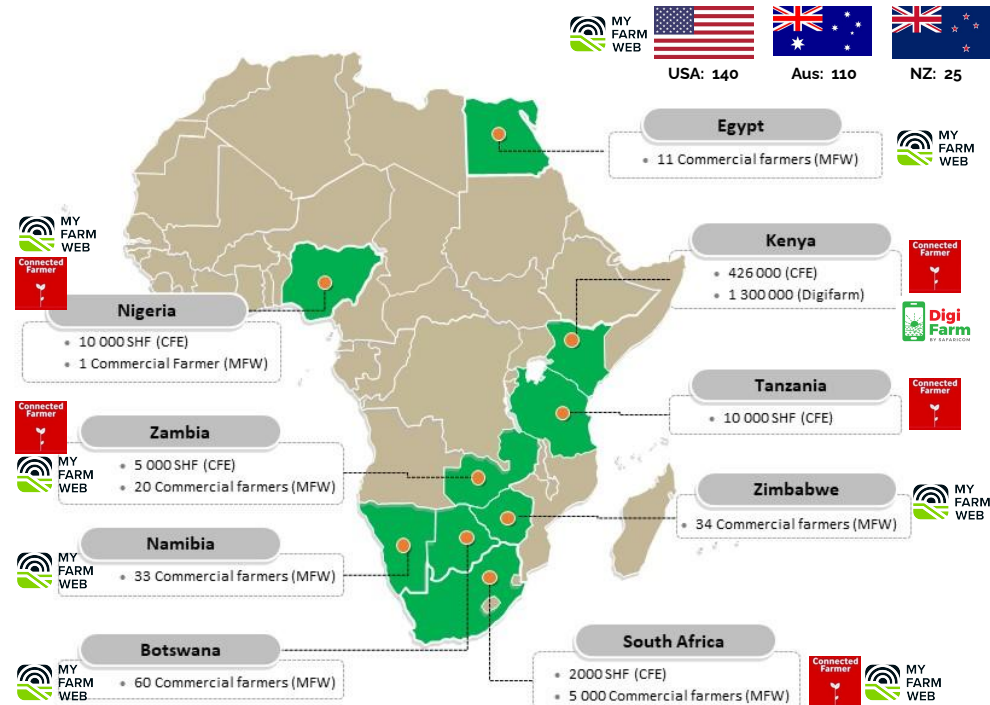 MY
FARM
WEB
USA: 140
Aus: 110
NZ: 25
Egypt
11 Commercial farmers (MFW)
MY
FARM
WEB
Kenya
426 000 (CFE)
1 300 000 (Digifarm)
Connected
Farmer
Digi
Farm
BY SAFARICOM
MY
FARM
WEB
Connected
Farmer
Nigeria
10 000 SHF (CFE)
1 Commercial Farmer (MFW)
Tanzania
10 000 SHF (CFE)
Connected
Farmer
Connected
Farmer
MY
FARM
WEB
Zambia
5 000 SHF (CFE)
20 Commercial farmers (MFW)
Zimbabwe
34 Commercial farmers (MFW)
MY
FARM
WEB
MY
FARM
WEB
Namibia
33 Commercial farmers (MFW)
MY
FARM
WEB
Botswana
60 Commercial farmers (MFW)
South Africa
2000 SHF (CFE)
5 000 Commercial farmers (MFW)
Connected
Farmer
MY
FARM
WEB